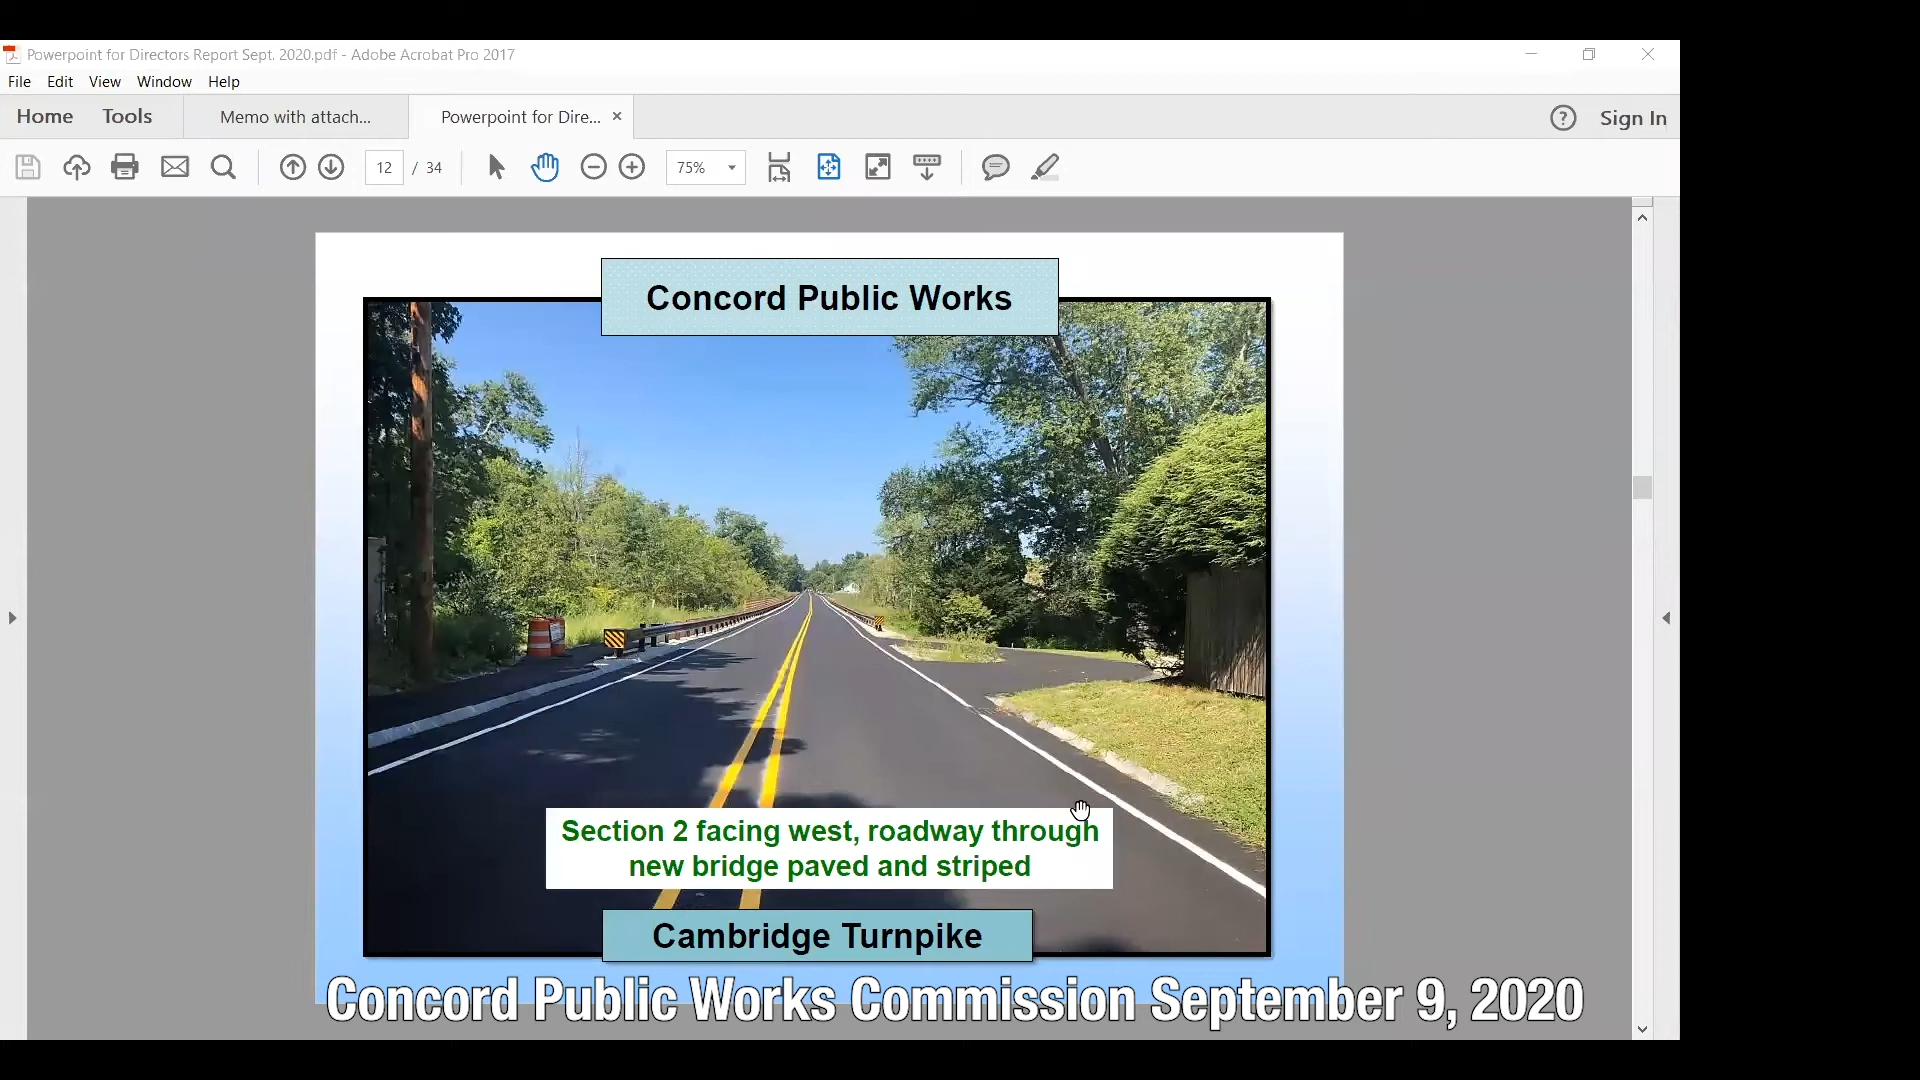 Powerpoint for Directors Report Sept. 2020.pdf - Adobe Acrobat Pro 2017
File Edit View Window Help
Home Tools Memo with attach... Powerpoint for Dire... × ? Sign In
12 / 34 75%
Concord Public Works
Section 2 facing west, roadway through
new bridge paved and striped
Cambridge Turnpike
Concord Public Works Commission September 9, 2020